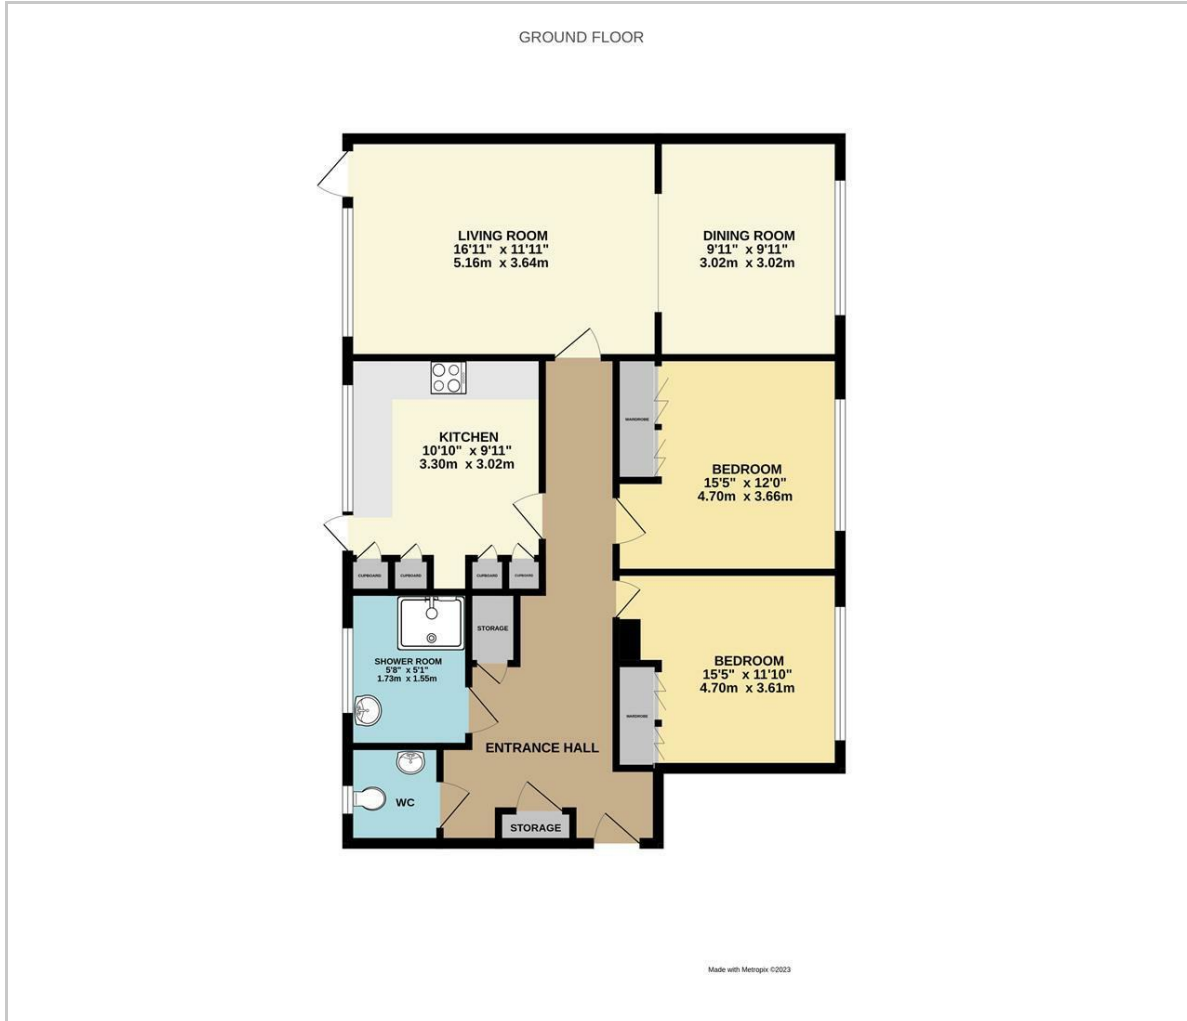 GROUND FLOOR
LIVING ROOM
16'11" x 11'11"
5.16m x 3.64m
DINING ROOM
9'11" x 9'11"
3.02m x 3.02m
KITCHEN
10'10" x 9'11"
3.30m x 3.02m
WARDROBE
BEDROOM
15'5" x 12'0"
4.70m x 3.66m
CUPBOARD
CUPBOARD
CUPBOARD
CUPBOARD
STORAGE
SHOWER ROOM
5'8" x 5'1"
1.73m x 1.55m
BEDROOM
15'5" x 11'10"
4.70m x 3.61m
WARDROBE
ENTRANCE HALL
WC
STORAGE
Made with Metropix ©2023